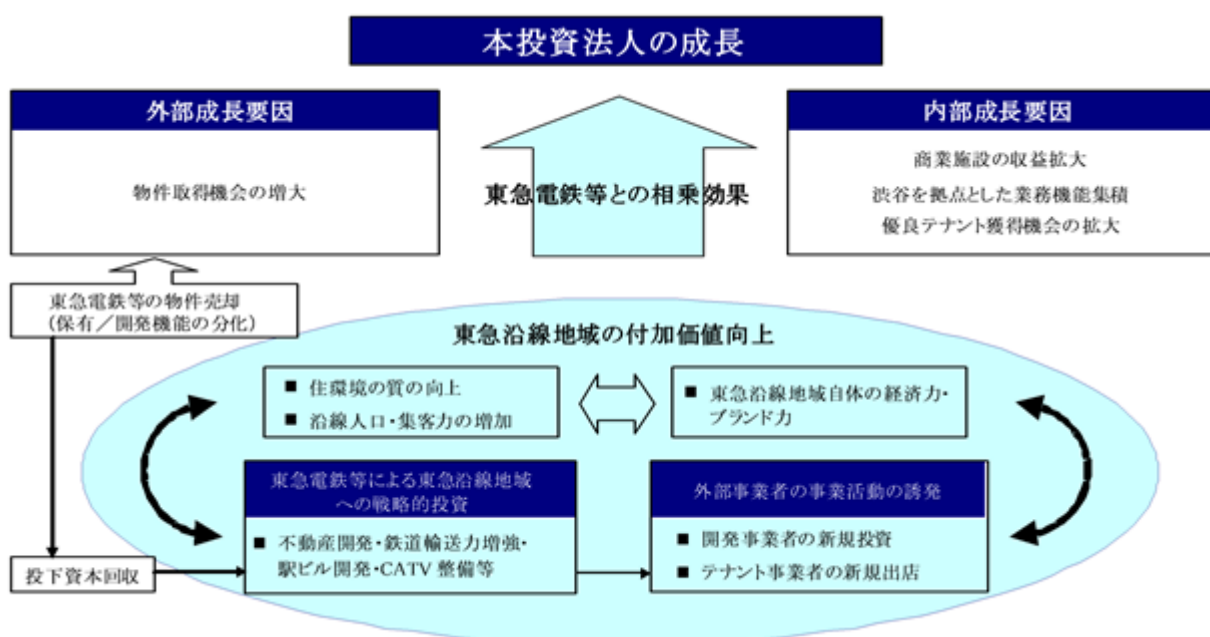 本投資法人の成長
外部成長要因
物件取得機会の増大
東急電鉄等との相乗効果
内部成長要因
商業施設の収益拡大
渋谷を拠点とした業務機能集積
優良テナント獲得機会の拡大
東急電鉄等の物件売却
(保有/開発機能の分化)
東急沿線地域の付加価値向上
■ 住環境の質の向上
■ 沿線人口・集客力の増加
■ 東急沿線地域自体の経済力・
ブランド力
東急電鉄等による東急沿線地域
への戦略的投資
■ 不動産開発・鉄道輸送力増強・
駅ビル開発・CATV 整備等
外部事業者の事業活動の誘発
■ 開発事業者の新規投資
■ テナント事業者の新規出店
投下資本回収